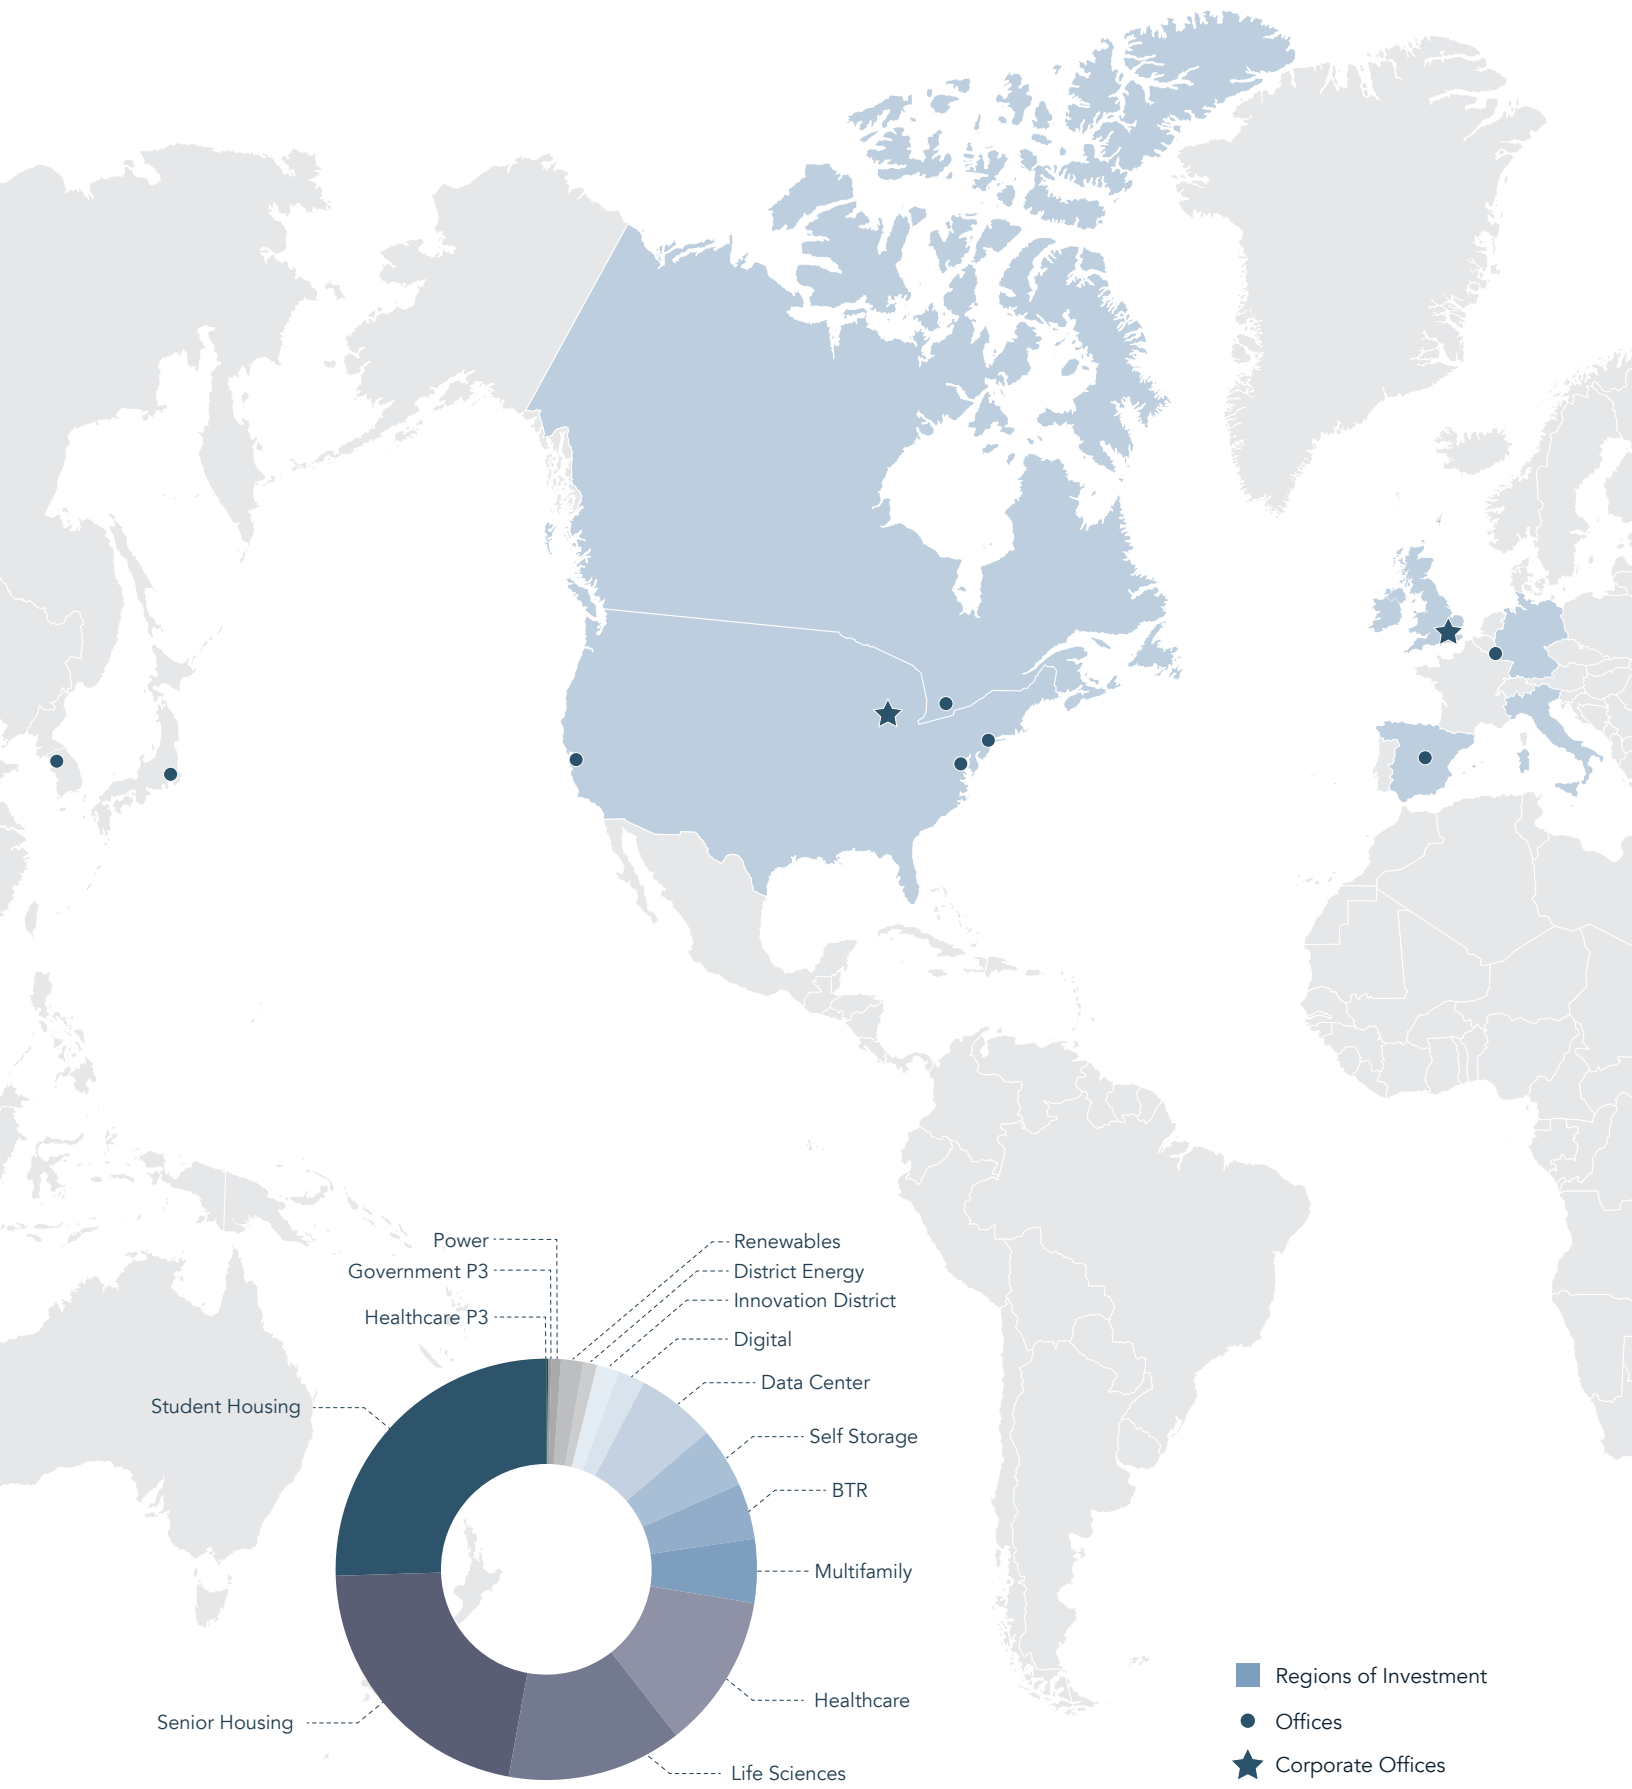 Power
Government P3
Healthcare P3
Student Housing
Senior Housing
Renewables
District Energy
Innovation District
Digital
Data Center
Self Storage
BTR
Multifamily
Healthcare
Life Sciences
Regions of Investment
Offices
Corporate Offices